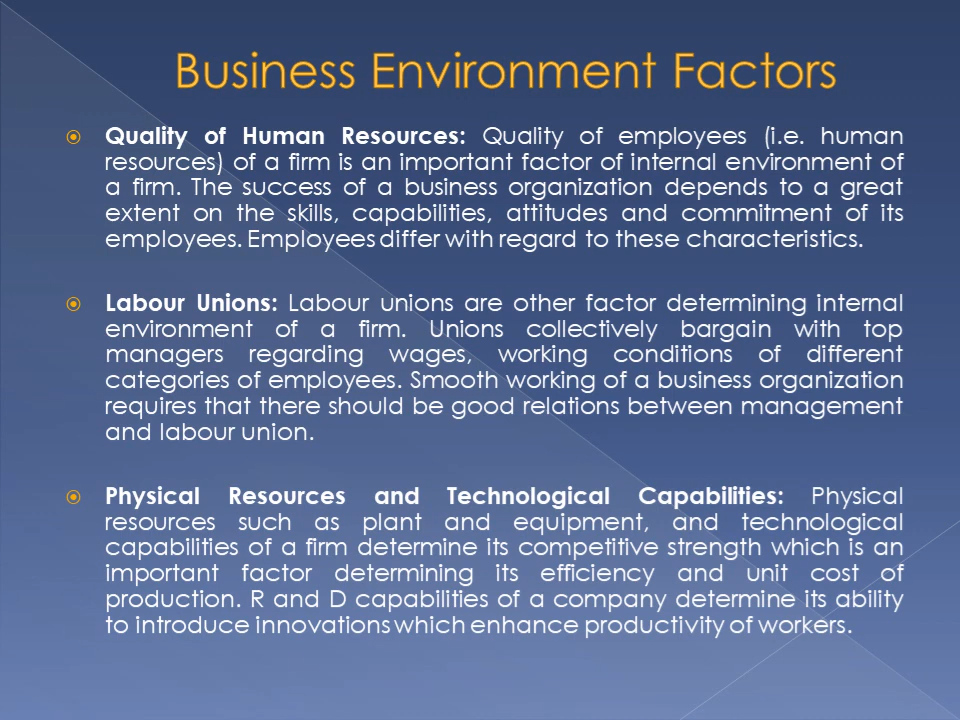 Business Environment Factors
Quality of Human Resources: Quality of employees (i.e. human
resources) of a firm is an important factor of internal environment of
a firm. The success of a business organization depends to a great
extent on the skills, capabilities, attitudes and commitment of its
employees. Employees differ with regard to these characteristics.
Labour Unions: Labour unions are other factor determining internal
environment of a firm. Unions collectively bargain with top
managers regarding wages, working conditions of different
categories of employees. Smooth working of a business organization
requires that there should be good relations between management
and labour union.
Physical Resources and Technological Capabilities: Physical
resources such as plant and equipment, and technological
capabilities of a firm determine its competitive strength which is an
important factor determining its efficiency and unit cost of
production. R and D capabilities of a company determine its ability
to introduce innovations which enhance productivity of workers.